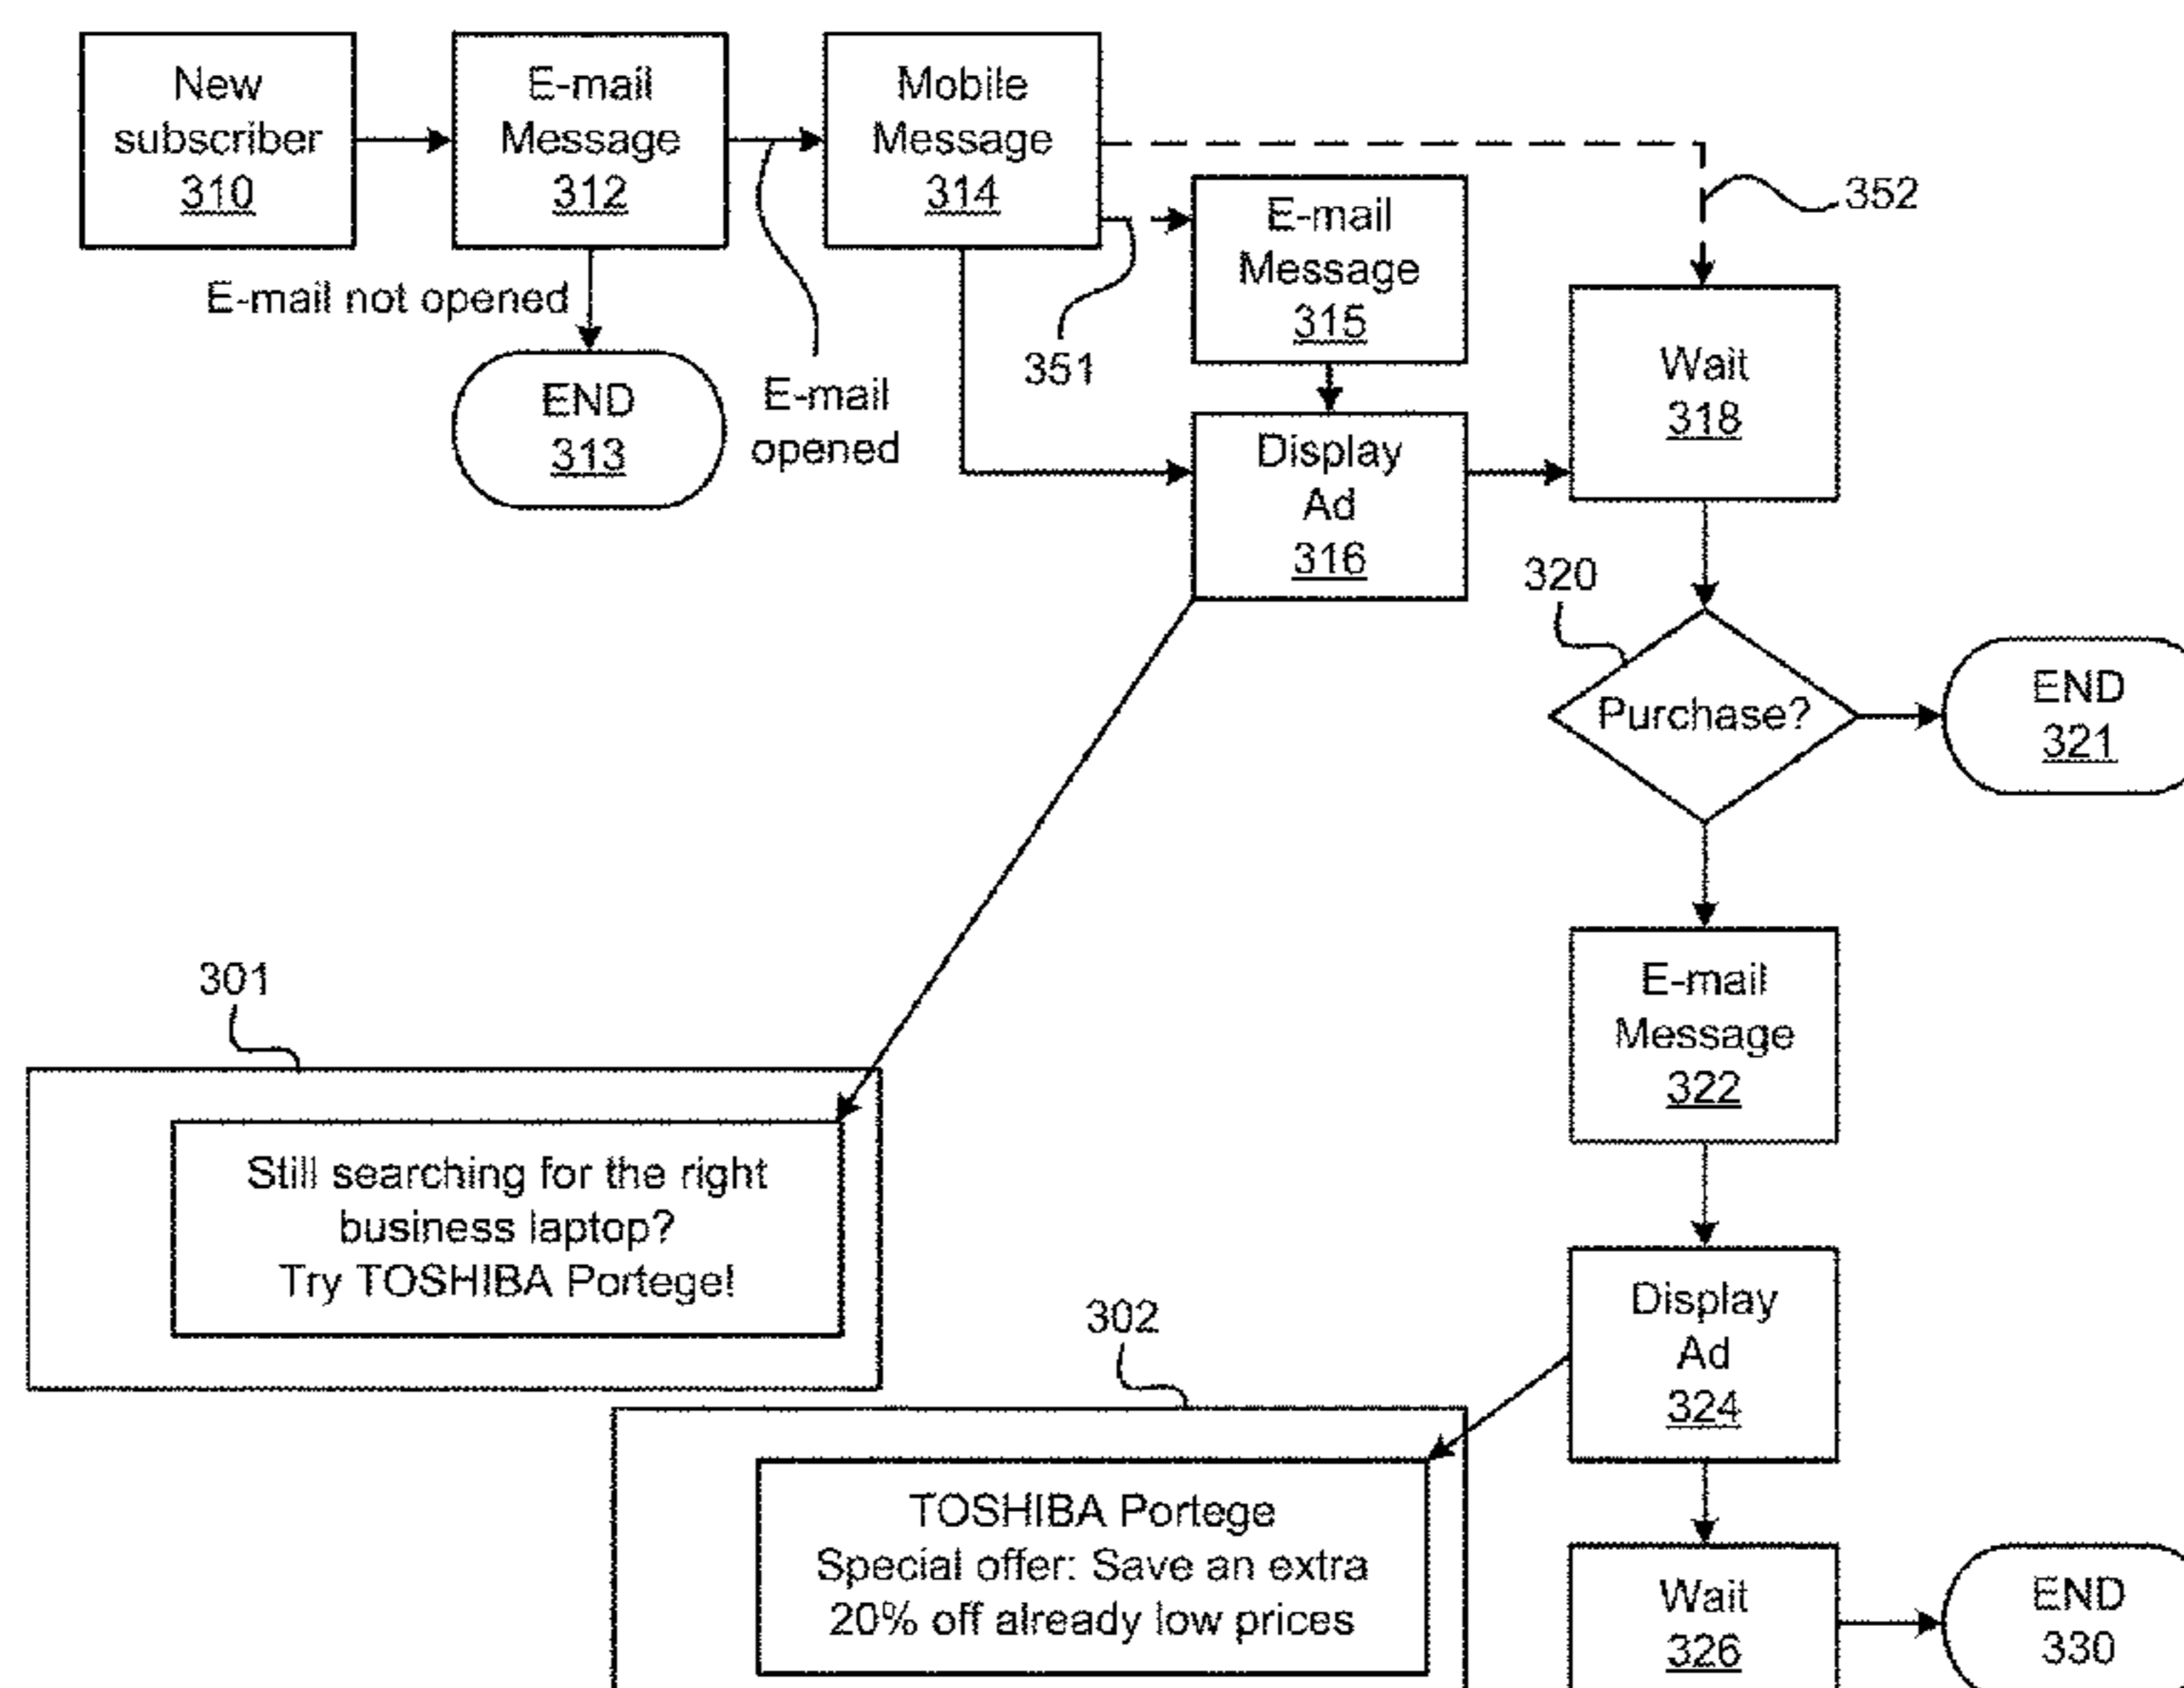 New
subscriber
310
E-mail
Message
312
Mobile
Message
314
352
E-mail
Message
315
E-mail not opened
351
Wait
318
END
313
E-mail
opened
Display
Ad
316
320
Purchase?
END
321
301
E-mail
Message
322
Still searching for the right
business laptop?
Try TOSHIBA Portege!
302
Display
Ad
324
TOSHIBA Portege
Special offer: Save an extra
20% off already low prices
Wait
326
END
330